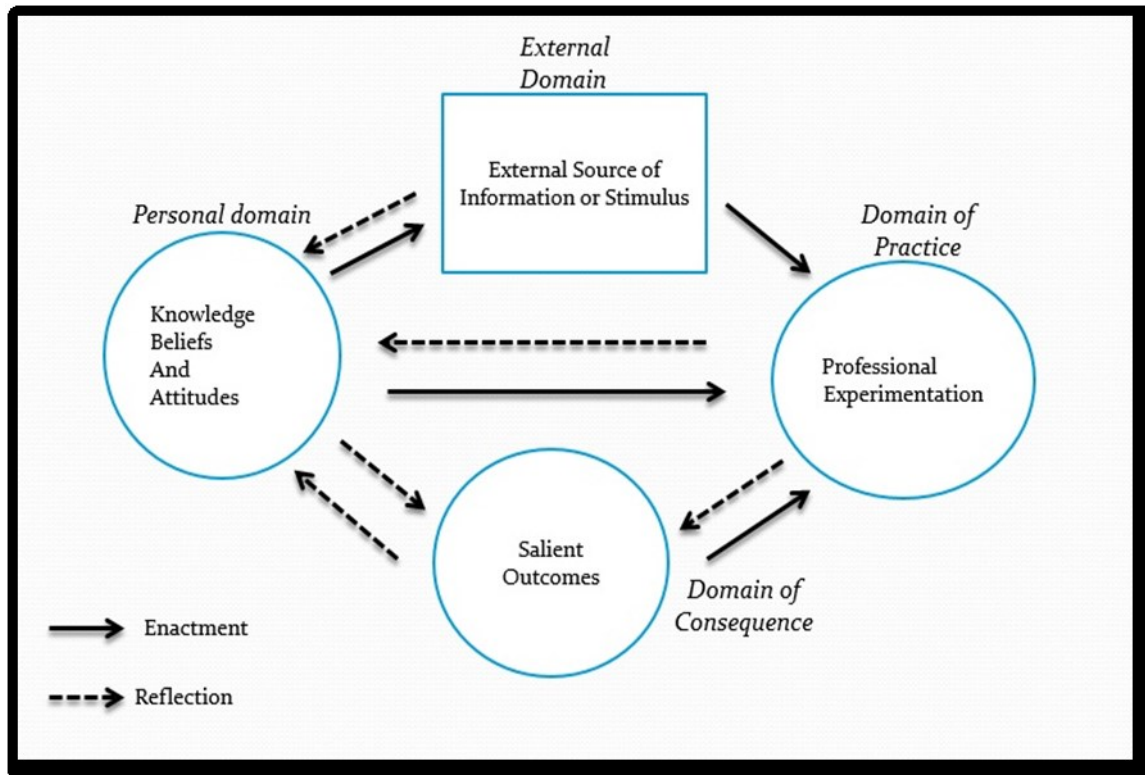 External
Domain
External Source of
Information or Stimulus
Personal domain
Domain of
Practice
Knowledge
Beliefs
And
Attitudes
Professional
Experimentation
Salient
Outcomes
Domain of
Consequence
Enactment
Reflection